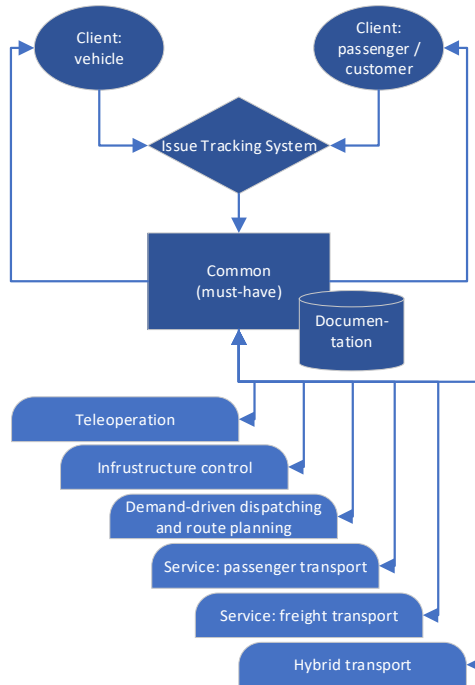 Client:
vehicle
Client:
passenger /
customer
Issue Tracking System
Common
(must-have)
Documen-
tation
Teleoperation
Infrustructure control
Demand-driven dispatching
and route planning
Service: passenger transport
Service: freight transport
Hybrid transport